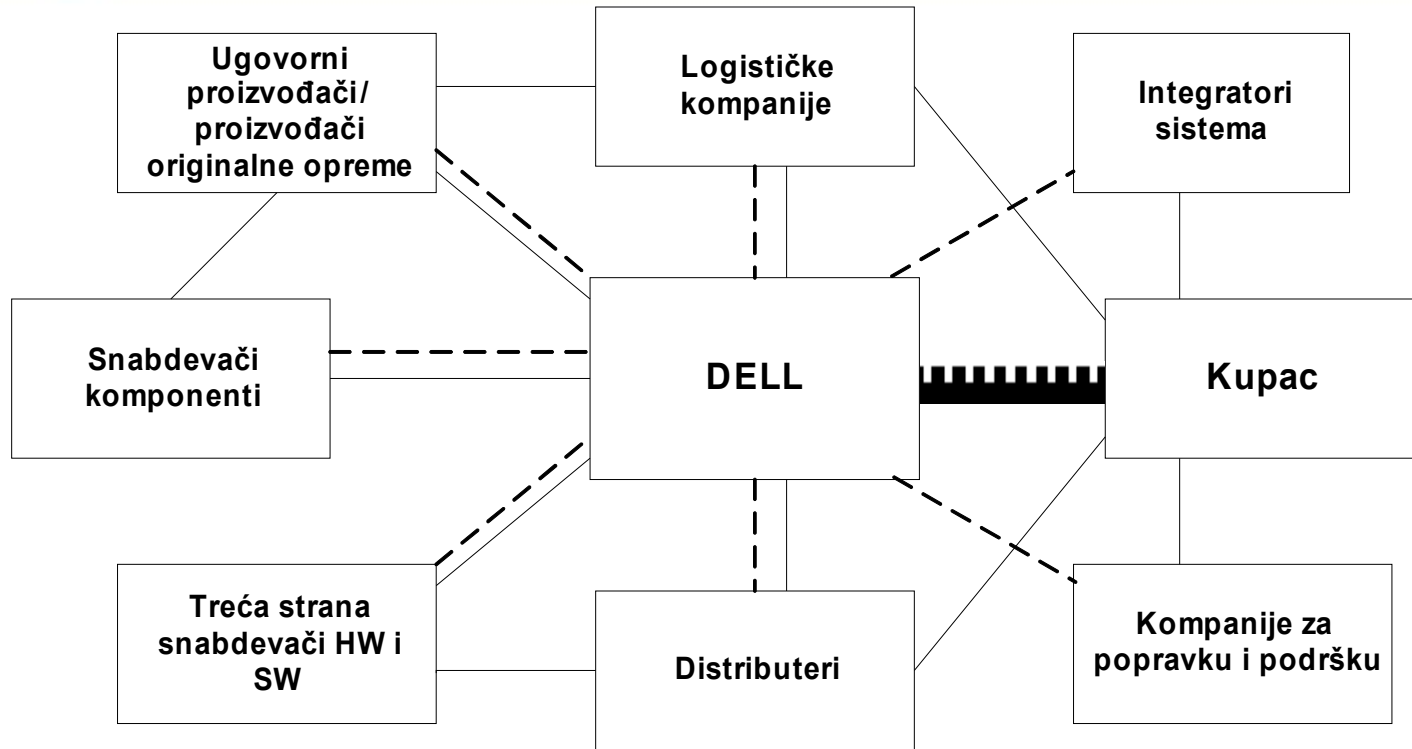 Ugovorni
proizvođači/
proizvođači
originalne opreme
Logističke
kompanije
Integratori
sistema
Snabdevači
komponenti
DELL
Kupac
Treća strana
snabdevači HW i
SW
Distributeri
Kompanije za
popravku i podršku